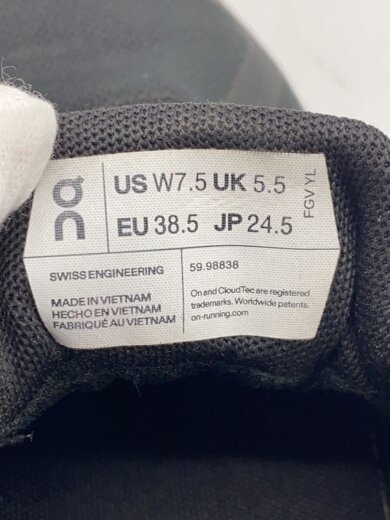 On
US W7.5 UK 5.5
EU 38.5 JP 24.5
FGV-YL
SWISS ENGINEERING
59.98838
MADE IN VIETNAM
HECHO EN VIETNAM
FABRIQUÉ AU VIETNAM
On and CloudTec are registered
trademarks. Worldwide patents.
on-running.com